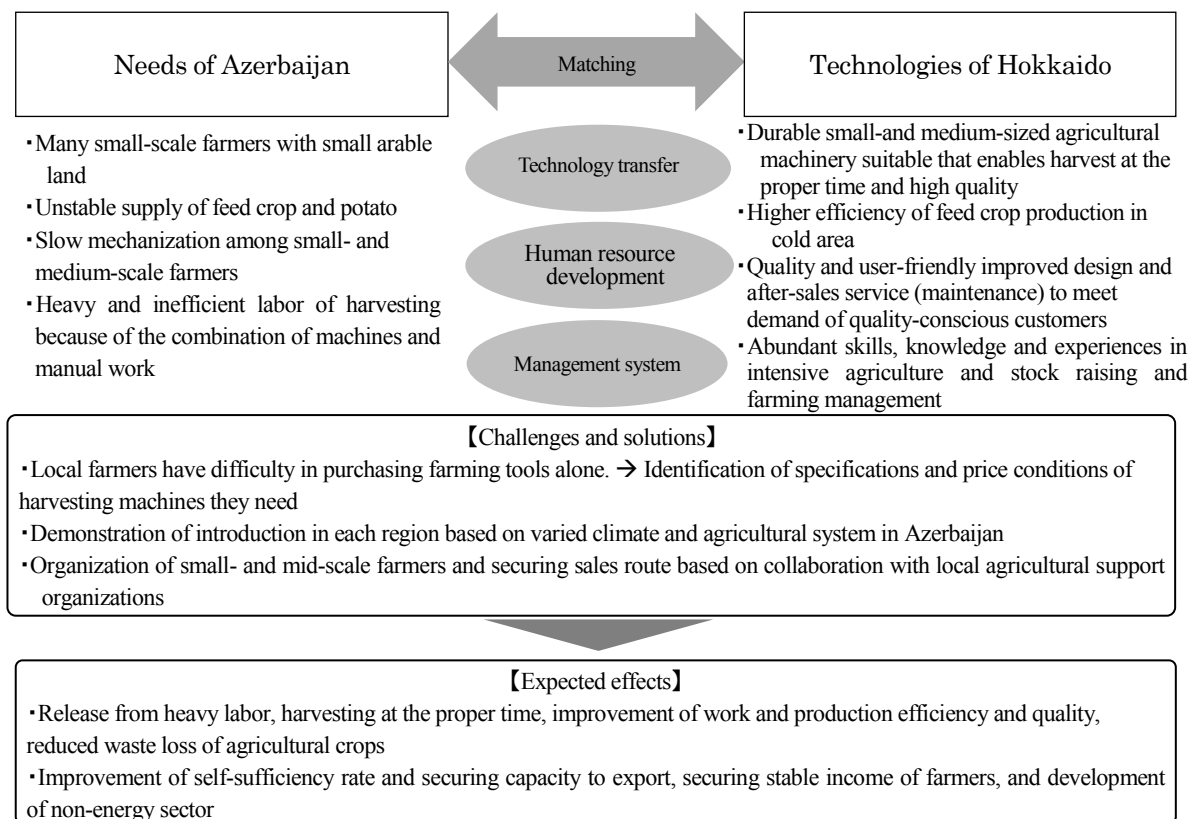 Needs of Azerbaijan
Matching
Technologies of Hokkaido
・Many small-scale farmers with small arable
land
・Unstable supply of feed crop and potato
・Slow mechanization among small- and
medium-scale farmers
・Heavy and inefficient labor of harvesting
because of the combination of machines and
manual work
Technology transfer
Human resource
development
Management system
・Durable small-and medium-sized agricultural
machinery suitable that enables harvest at the
proper time and high quality
・Higher efficiency of feed crop production in
cold area
・Quality and user-friendly improved design and
after-sales service (maintenance) to meet
demand of quality-conscious customers
・Abundant skills, knowledge and experiences in
intensive agriculture and stock raising and
farming management
【Challenges and solutions】
・Local farmers have difficulty in purchasing farming tools alone. → Identification of specifications and price conditions of
harvesting machines they need
・Demonstration of introduction in each region based on varied climate and agricultural system in Azerbaijan
・Organization of small- and mid-scale farmers and securing sales route based on collaboration with local agricultural support
organizations
【Expected effects】
・Release from heavy labor, harvesting at the proper time, improvement of work and production efficiency and quality,
reduced waste loss of agricultural crops
・Improvement of self-sufficiency rate and securing capacity to export, securing stable income of farmers, and development
of non-energy sector